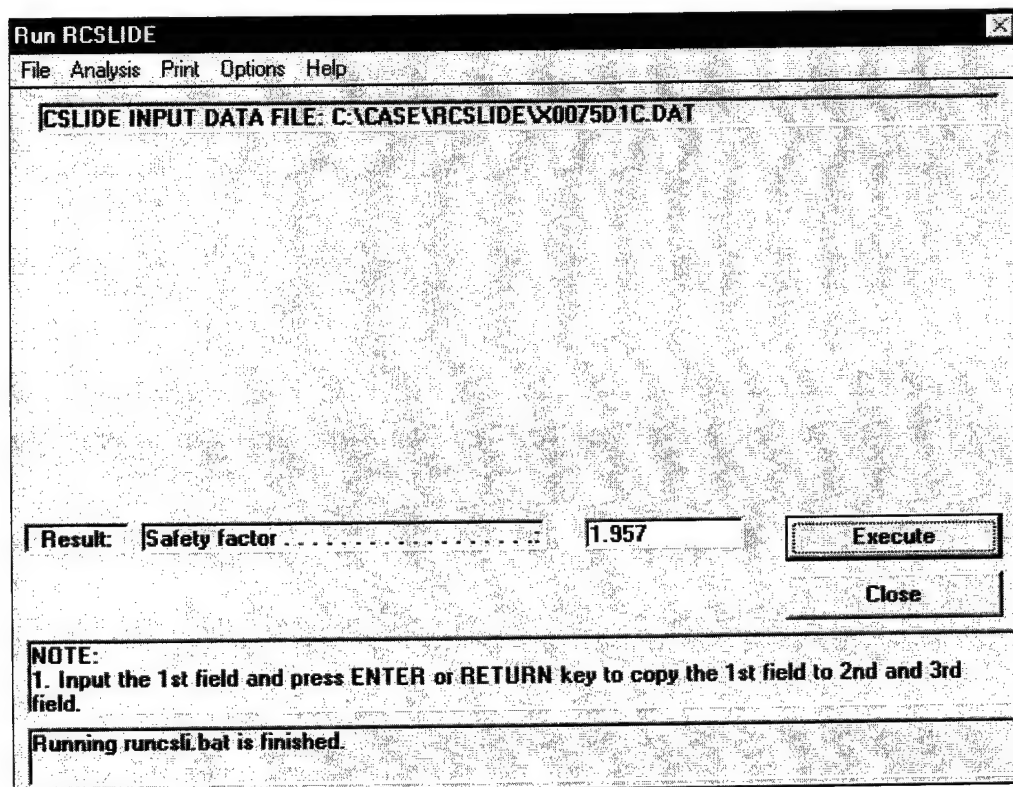 Run RCSLIDE
File Analysis Print Options Help
CSLIDE INPUT DATA FILE: C:\CASE\RCSLIDE\X0075D1C.DAT
Result: Safety factor . . . . . . . . . . . . . . . . . .: 1.957 Execute
Close
NOTE:
1. Input the 1st field and press ENTER or RETURN key to copy the 1st field to 2nd and 3rd
field.
Running runcsli.bat is finished.